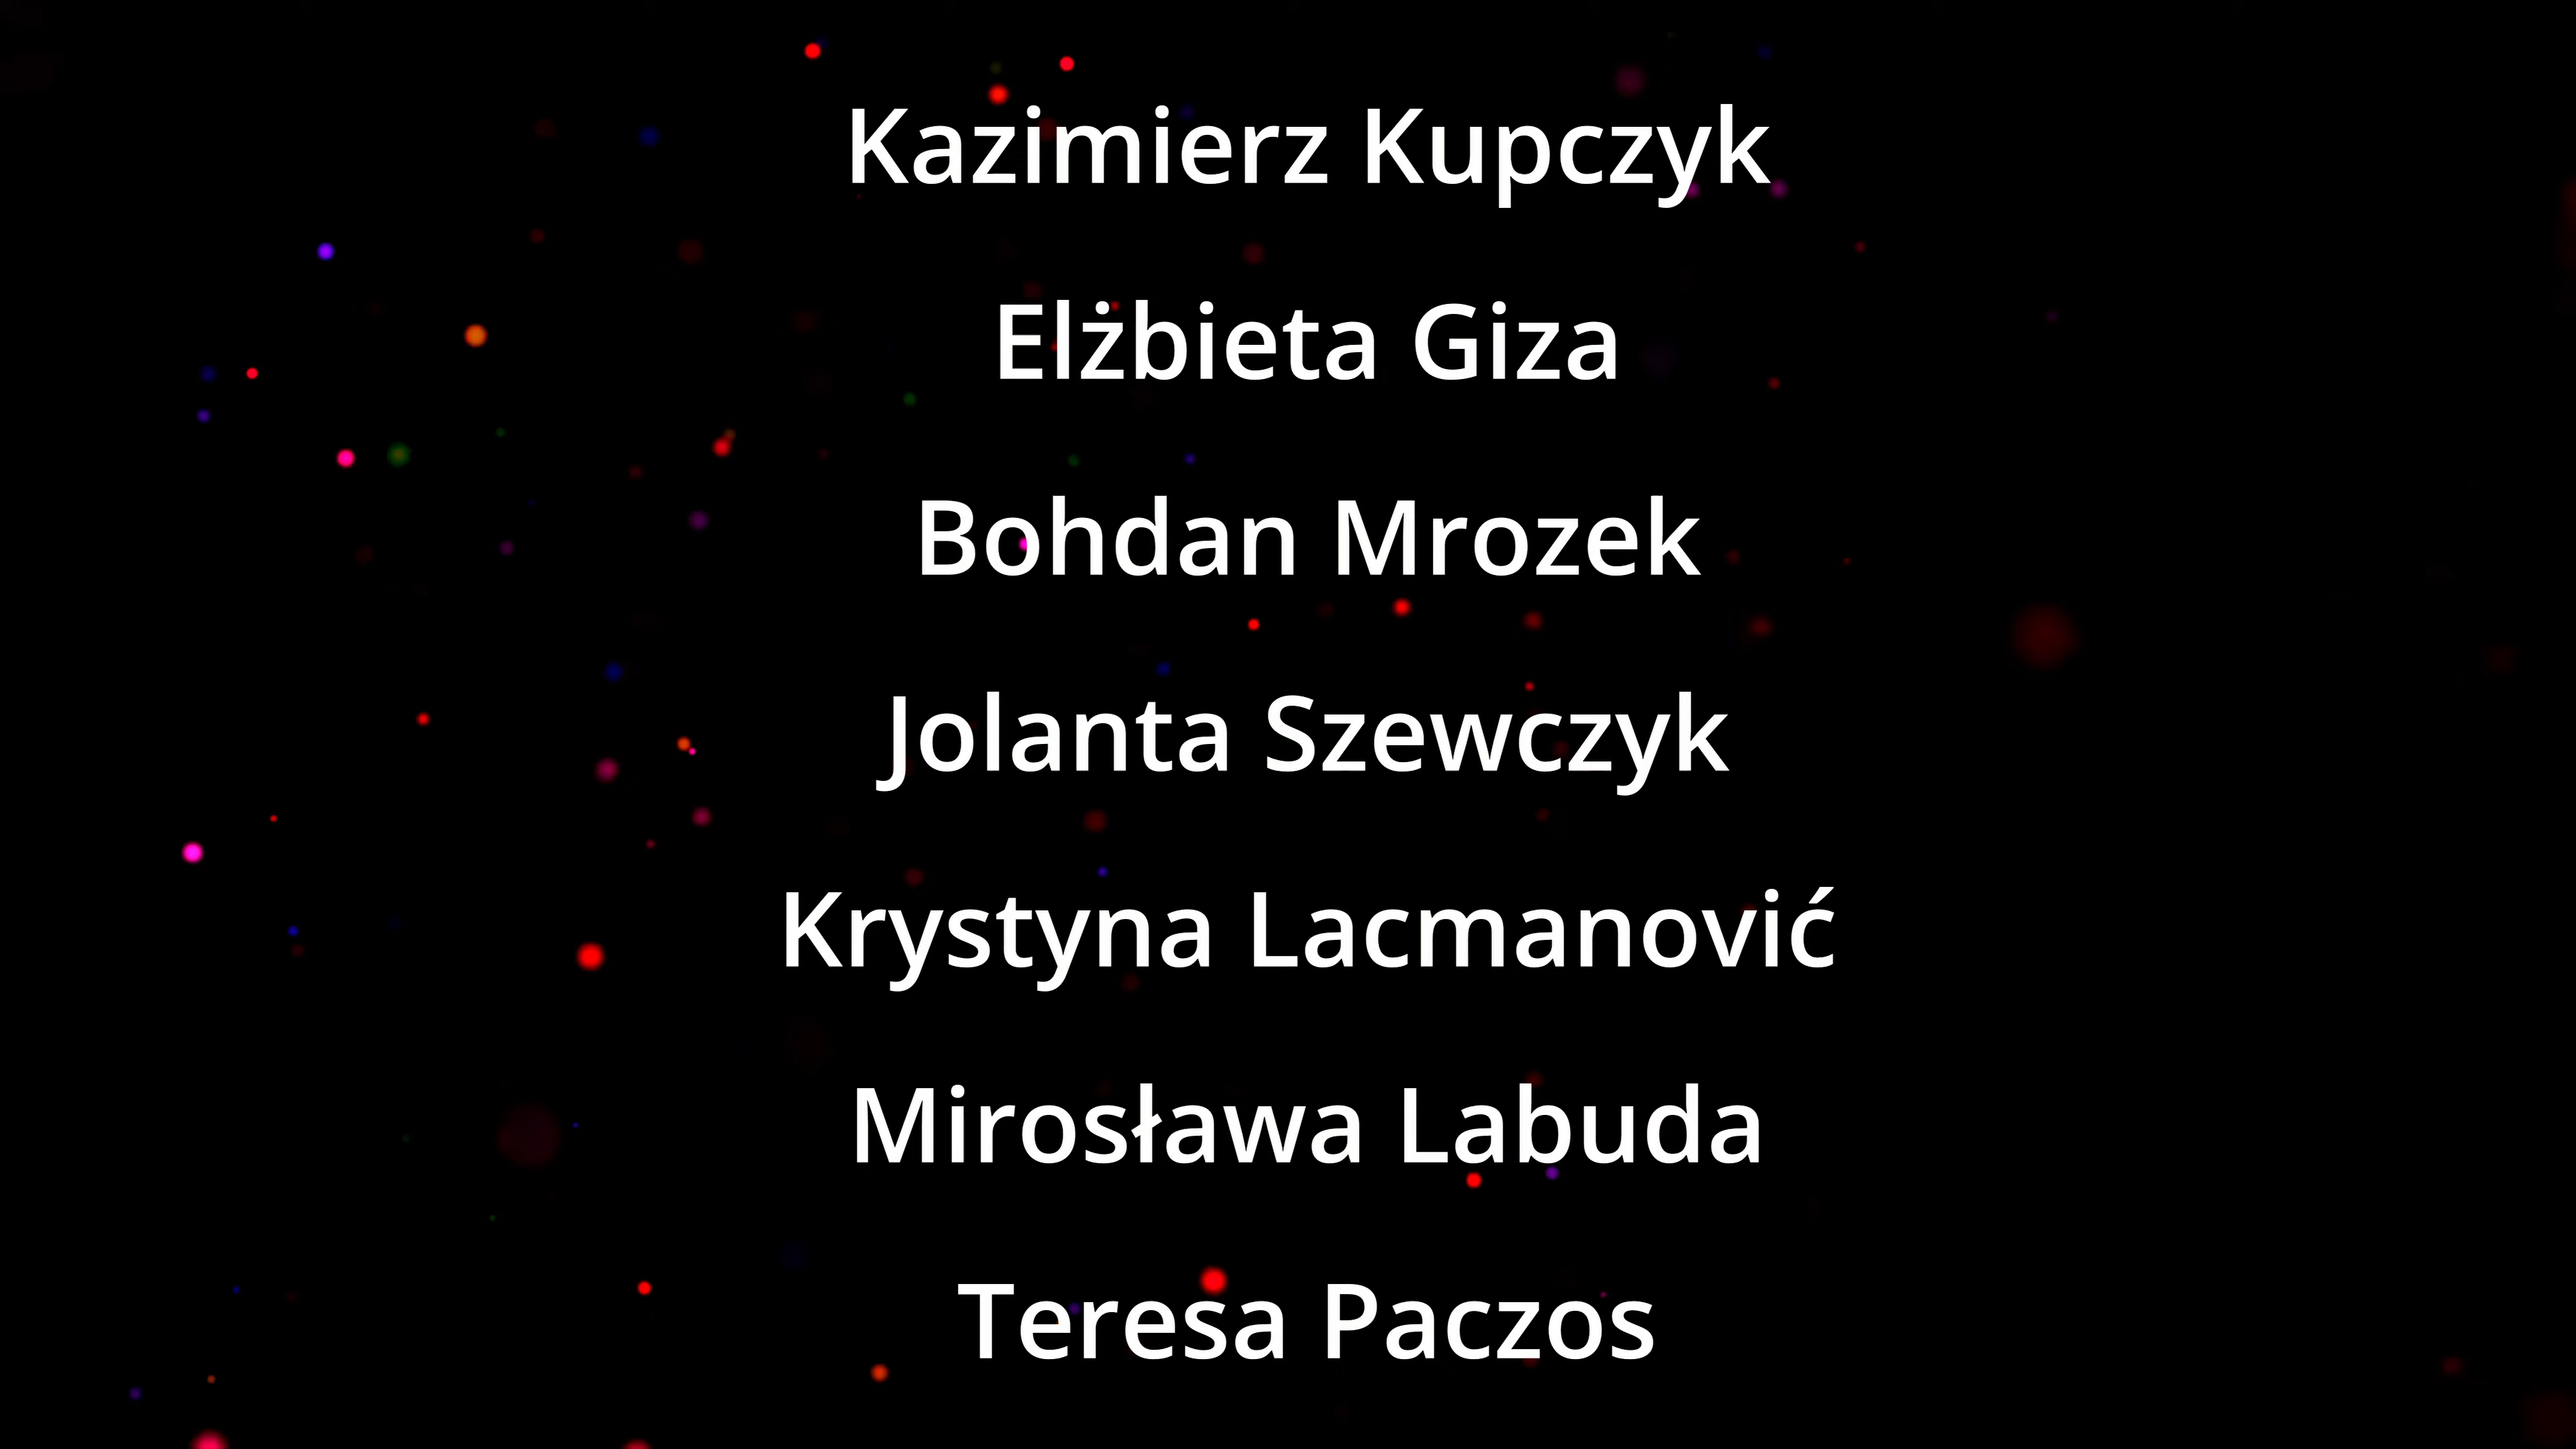 Kazimierz Kupczyk
Elżbieta Giza
Bohdan Mrozek
Jolanta Szewczyk
Krystyna Lacmanović
Mirosława Labuda
Teresa Paczos